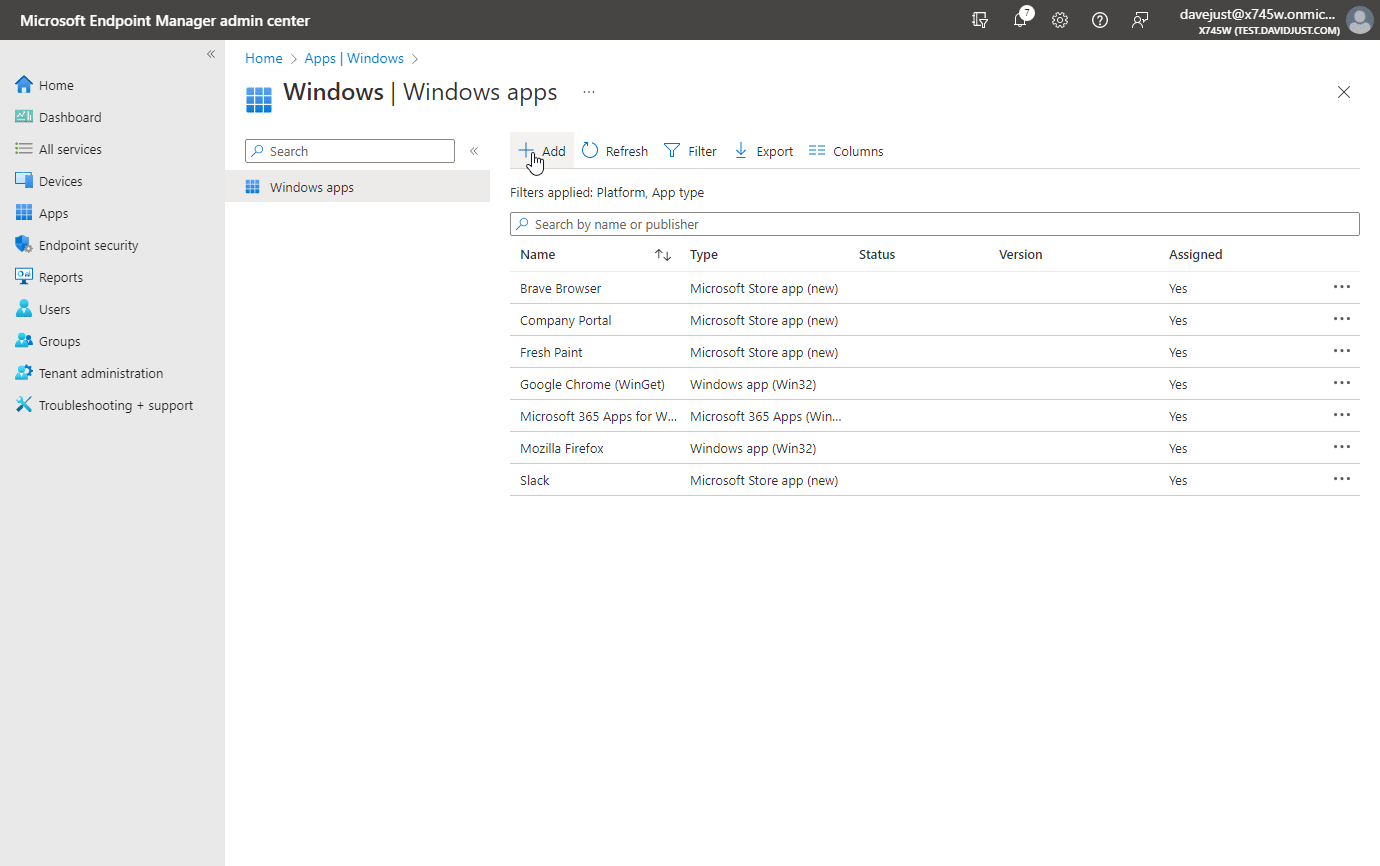 Microsoft Endpoint Manager admin center
7
davejust@x745w.onmic...
X745W (TEST.DAVIDJUST.COM)
«
Home
Dashboard
All services
Devices
Apps
Endpoint security
Reports
Users
Groups
Tenant administration
Troubleshooting + support
Home > Apps | Windows >
Windows | Windows apps ...
Search «
Windows apps
Add Refresh Filter Export Columns
Filters applied: Platform, App type
Search by name or publisher
Name Type Status Version Assigned
Brave Browser Microsoft Store app (new) Yes ...
Company Portal Microsoft Store app (new) Yes ...
Fresh Paint Microsoft Store app (new) Yes ...
Google Chrome (WinGet) Windows app (Win32) Yes ...
Microsoft 365 Apps for W... Microsoft 365 Apps (Win... Yes ...
Mozilla Firefox Windows app (Win32) Yes ...
Slack Microsoft Store app (new) Yes ...